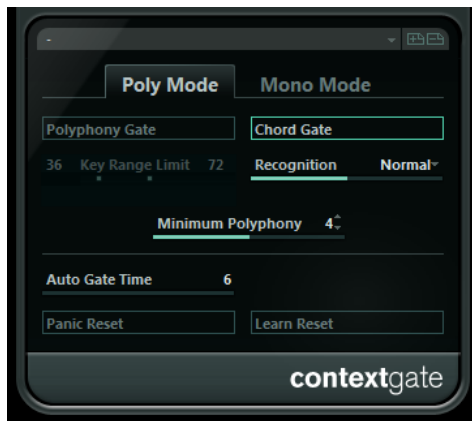 -
Poly Mode Mono Mode
Polyphony Gate Chord Gate
36 Key Range Limit 72 Recognition Normal
Minimum Polyphony 4
Auto Gate Time 6
Panic Reset Learn Reset
contextgate